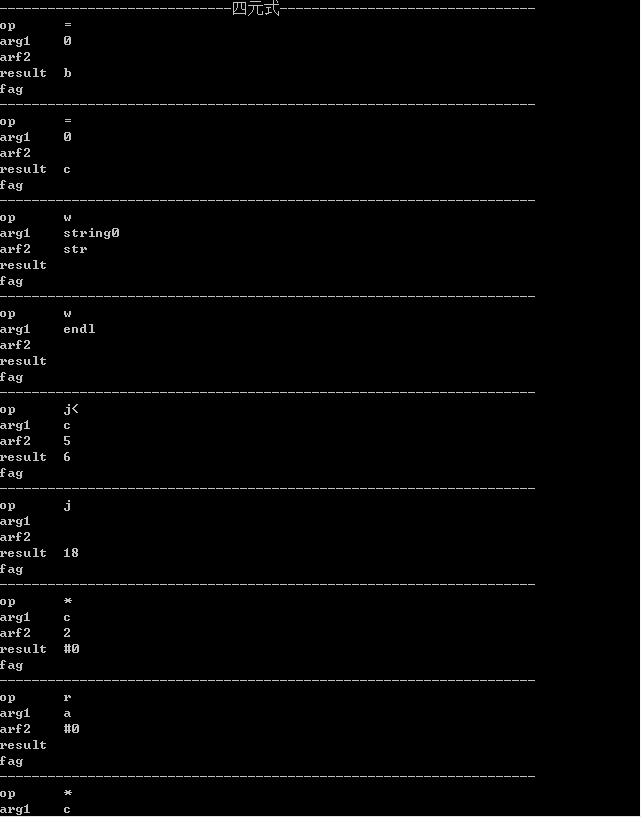 -----------------------------四元式--------------------------------
op      =
arg1    0
arf2
result  b
fag
-------------------------------------------------------------------
op      =
arg1    0
arf2
result  c
fag
-------------------------------------------------------------------
op      w
arg1    string0
arf2    str
result
fag
-------------------------------------------------------------------
op      w
arg1    endl
arf2
result
fag
-------------------------------------------------------------------
op      j<
arg1    c
arf2    5
result  6
fag
-------------------------------------------------------------------
op      j
arg1
arf2
result  18
fag
-------------------------------------------------------------------
op      *
arg1    c
arf2    2
result  #0
fag
-------------------------------------------------------------------
op      r
arg1    a
arf2    #0
result
fag
-------------------------------------------------------------------
op      *
arg1    c